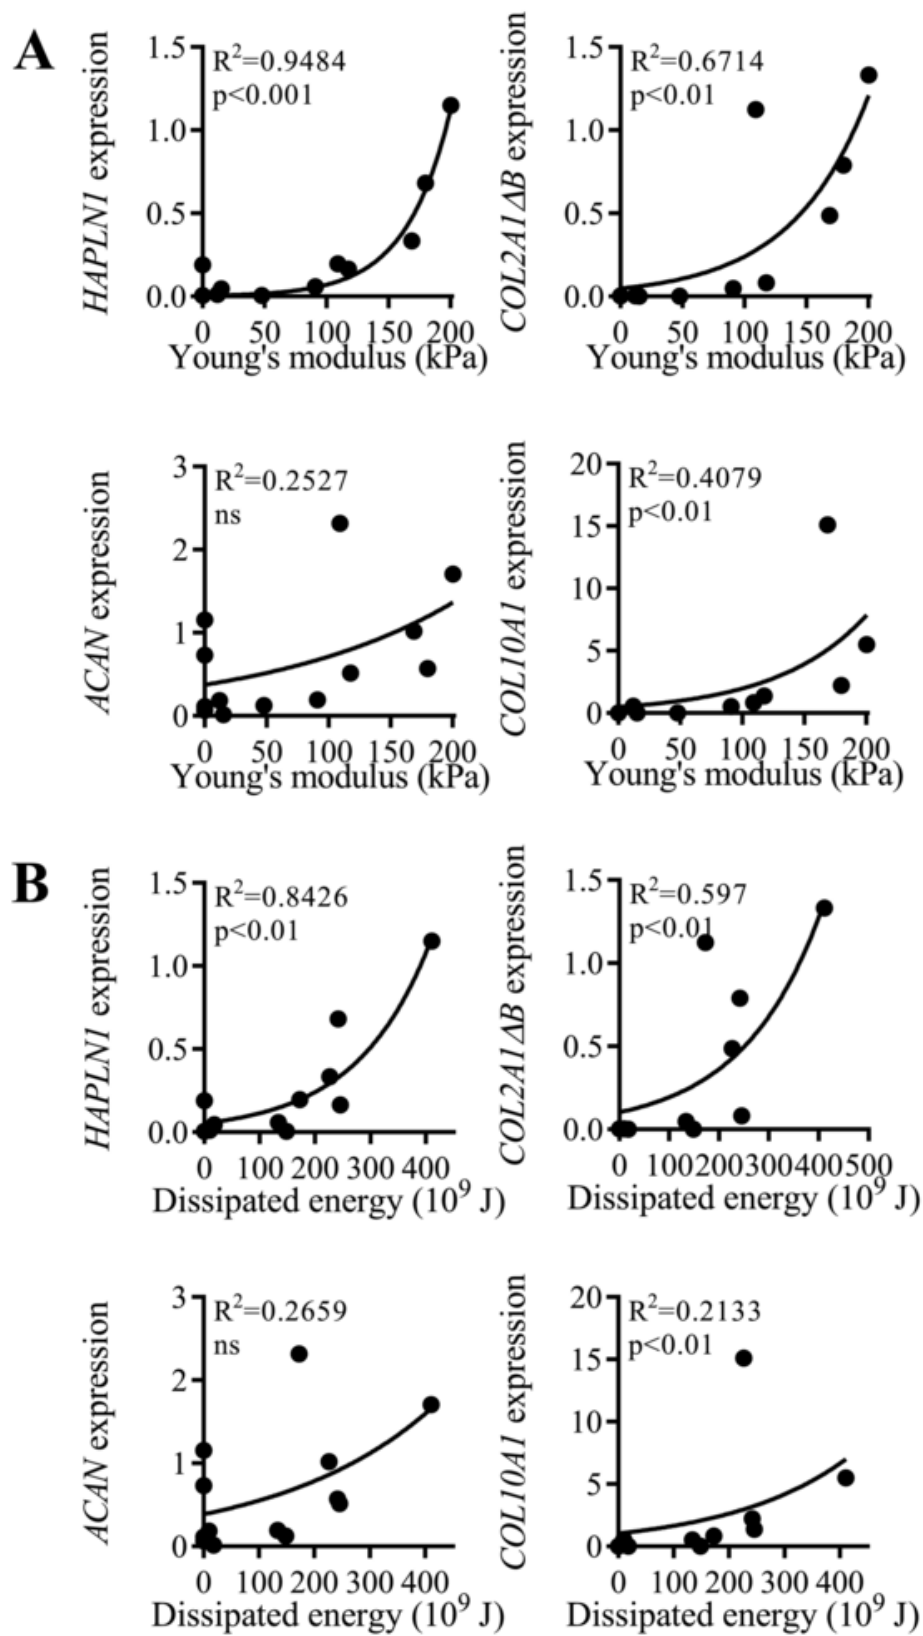 A
HAPLN1 expression
1.5
1.0
0.5
0.0
R²=0.9484
p<0.001
0 50 100 150 200
Young's modulus (kPa)
COL2A1ΔB expression
1.5
1.0
0.5
0.0
R²=0.6714
p<0.01
0 50 100 150 200
Young's modulus (kPa)
ACAN expression
3
2
1
0
R²=0.2527
ns
0 50 100 150 200
Young's modulus (kPa)
COL10A1 expression
20
15
10
5
0
R²=0.4079
p<0.01
0 50 100 150 200
Young's modulus (kPa)
B
HAPLN1 expression
1.5
1.0
0.5
0.0
R²=0.8426
p<0.01
0 100 200 300 400
Dissipated energy (10⁹ J)
COL2A1ΔB expression
1.5
1.0
0.5
0.0
R²=0.597
p<0.01
0 100 200 300 400 500
Dissipated energy (10⁹ J)
ACAN expression
3
2
1
0
R²=0.2659
ns
0 100 200 300 400
Dissipated energy (10⁹ J)
COL10A1 expression
20
15
10
5
0
R²=0.2133
p<0.01
0 100 200 300 400
Dissipated energy (10⁹ J)